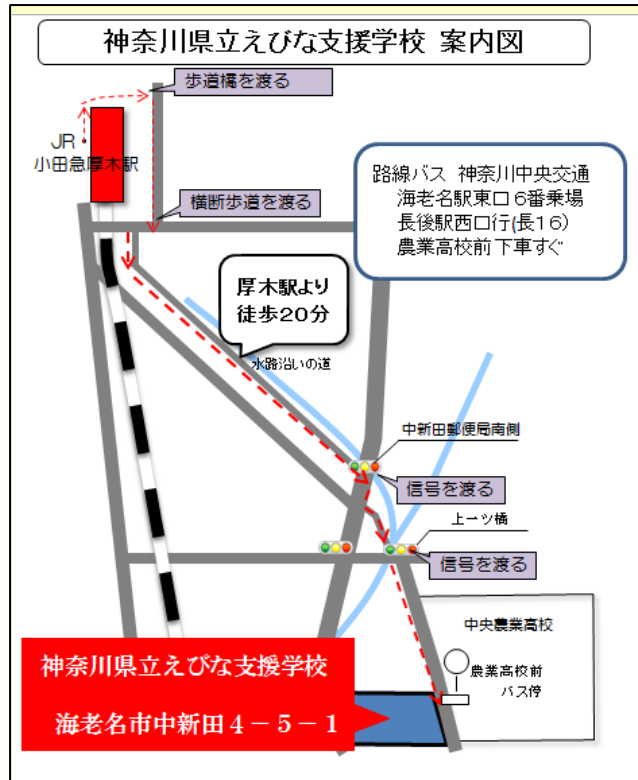 神奈川県立えびな支援学校 案内図
歩道橋を渡る
JR
小田急厚木駅
路線バス 神奈川中央交通
海老名駅東口6番乗場
長後駅西口行(長16)
農業高校前下車すぐ
横断歩道を渡る
厚木駅より
徒歩20分
水路沿いの道
中新田郵便局南側
信号を渡る
上一ツ橋
信号を渡る
中央農業高校
農業高校前
バス停
神奈川県立えびな支援学校
海老名市中新田4-5-1